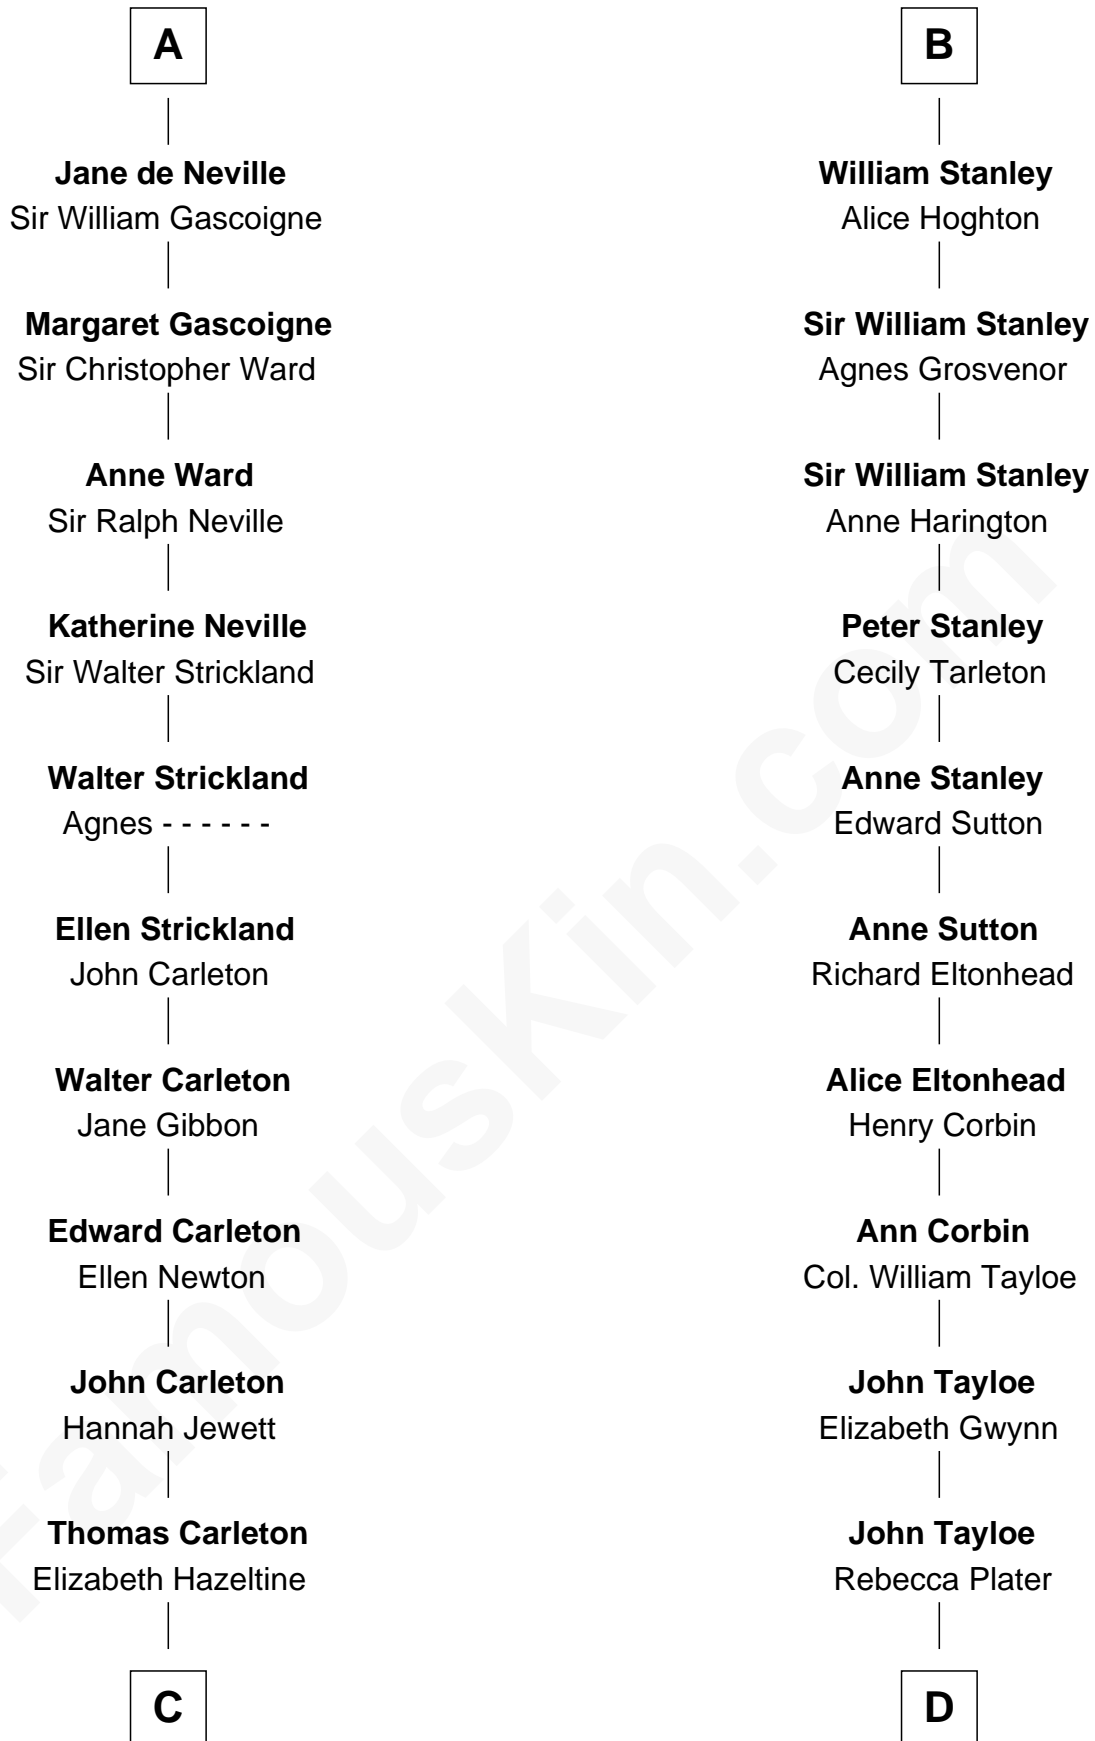 A
Jane de Neville
Sir William Gascoigne
Margaret Gascoigne
Sir Christopher Ward
Anne Ward
Sir Ralph Neville
Katherine Neville
Sir Walter Strickland
Walter Strickland
Agnes - - - - - -
Ellen Strickland
John Carleton
Walter Carleton
Jane Gibbon
Edward Carleton
Ellen Newton
John Carleton
Hannah Jewett
Thomas Carleton
Elizabeth Hazeltine
C
B
William Stanley
Alice Hoghton
Sir William Stanley
Agnes Grosvenor
Sir William Stanley
Anne Harington
Peter Stanley
Cecily Tarleton
Anne Stanley
Edward Sutton
Anne Sutton
Richard Eltonhead
Alice Eltonhead
Henry Corbin
Ann Corbin
Col. William Tayloe
John Tayloe
Elizabeth Gwynn
John Tayloe
Rebecca Plater
D
FamousKin.com